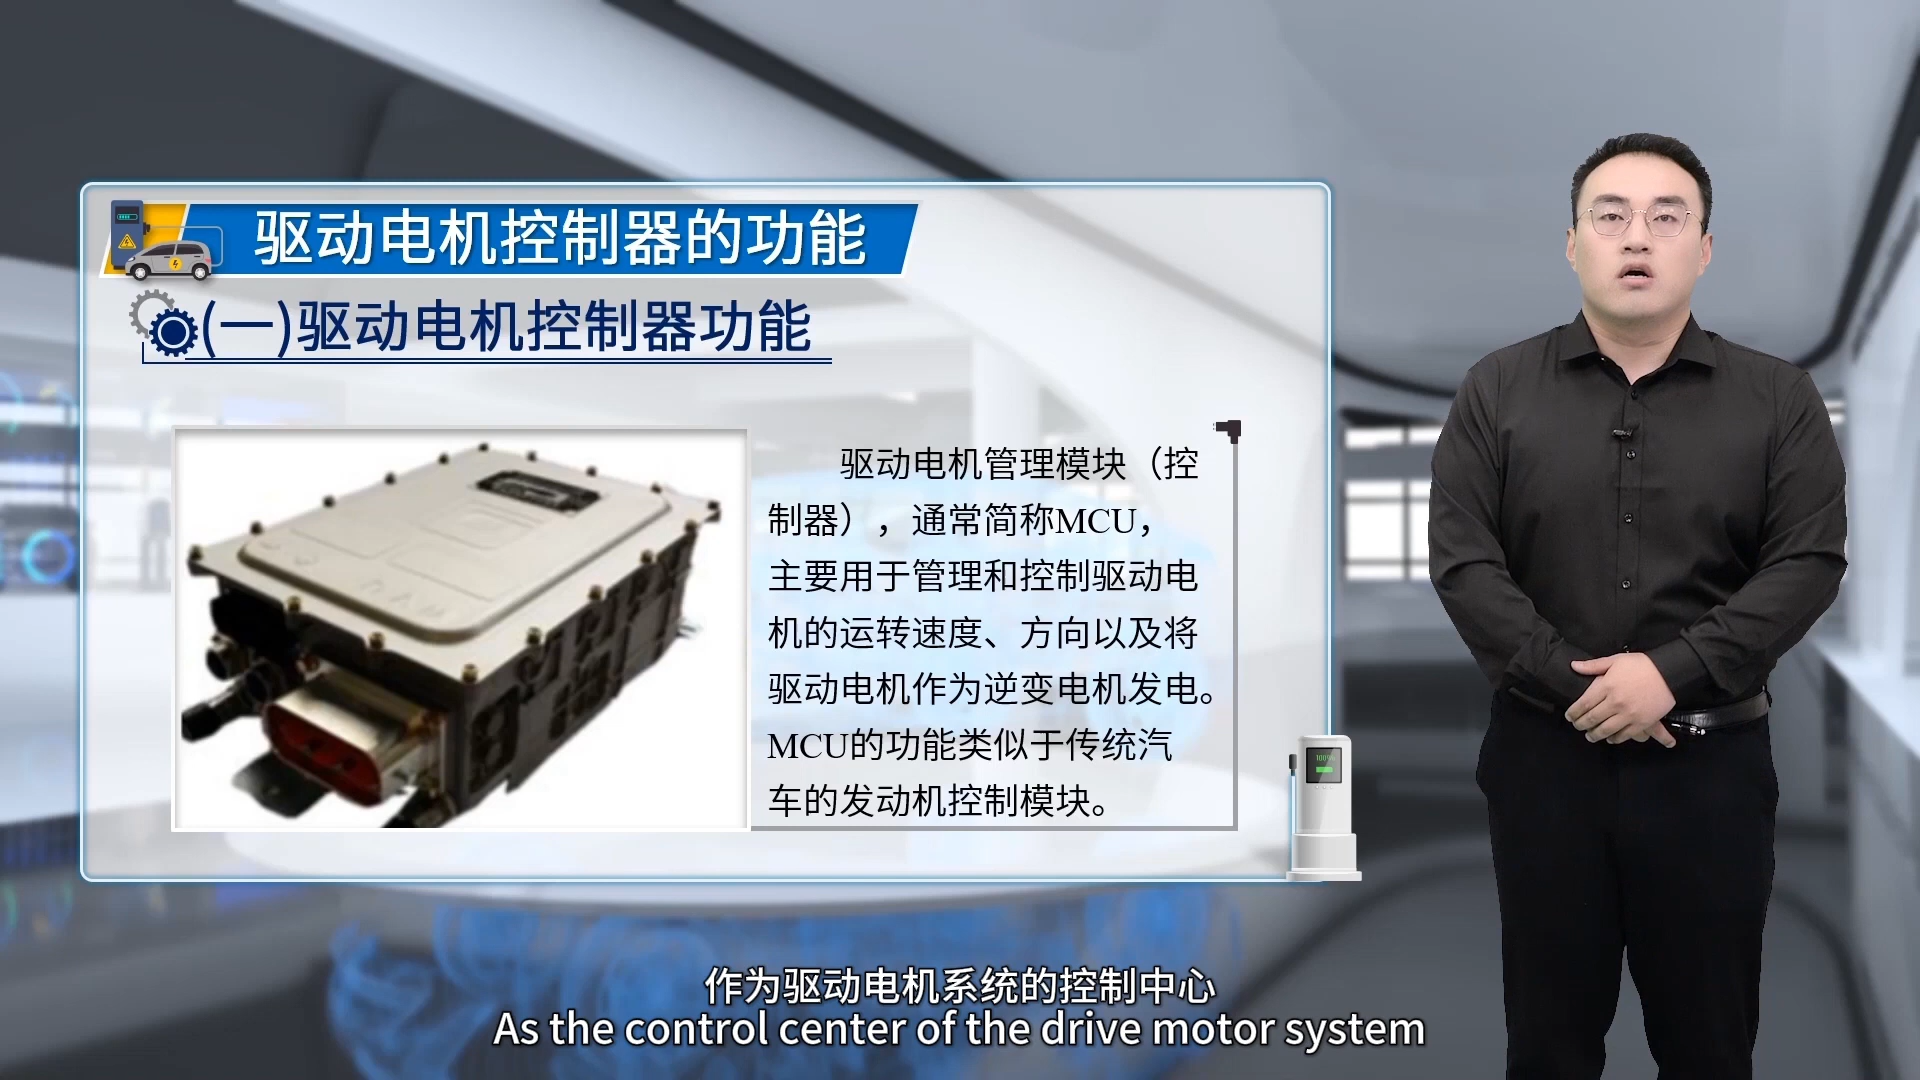 驱动电机控制器的功能
(一)驱动电机控制器功能
驱动电机管理模块（控
制器），通常简称MCU，
主要用于管理和控制驱动电
机的运转速度、方向以及将
驱动电机作为逆变电机发电。
MCU的功能类似于传统汽
车的发动机控制模块。
100%
作为驱动电机系统的控制中心
As the control center of the drive motor system